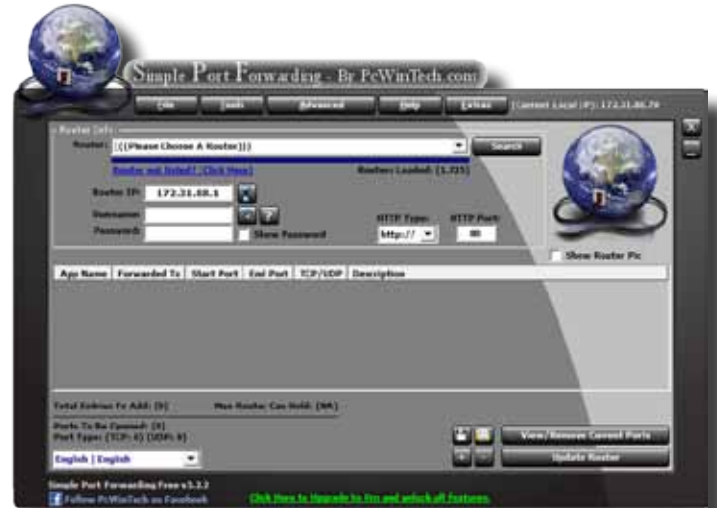 Simple Port Forwarding - By PcWinTech.com
File Tools Advanced Help Extras (Current Local IP): 172.31.88.79
Router Info
Router: (((Please Choose A Router))) Search
Router not listed? (Click Here) Routers Loaded: (1,725)
Router IP: 172.31.88.1
Username: HTTP Type: HTTP Port:
Password: Show Password http:// 80
Show Router Pic
App Name Forwarded To Start Port End Port TCP/UDP Description
Total Entries To Add: (0) Max Router Can Hold: (NA)
Ports To Be Opened: (0)
Port Type: (TCP: 0) (UDP: 0)
View/Remove Current Ports
English | English Update Router
Simple Port Forwarding Free v3.2.2
Follow PcWinTech on Facebook Click Here to Upgrade to Pro and unlock all features.